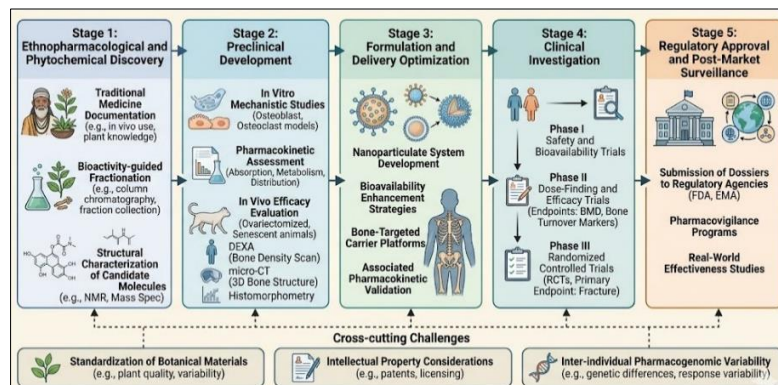 Stage 1:
Ethnopharmacological and
Phytochemical Discovery
Traditional
Medicine
Documentation
(e.g., in vivo use,
plant knowledge)
Bioactivity-guided
Fractionation
(e.g., column
chromatography,
fraction collection)
Structural
Characterization
of Candidate
Molecules
(e.g., NMR, Mass Spec)
Stage 2:
Preclinical
Development
In Vitro
Mechanistic Studies
(Osteoblast,
Osteoclast models)
Pharmacokinetic
Assessment
(Absorption, Metabolism,
Distribution)
In Vivo Efficacy
Evaluation
(Ovariectomized,
Senescent animals)
DEXA
(Bone Density Scan)
micro-CT
(3D Bone Structure)
Histomorphometry
Stage 3:
Formulation and
Delivery Optimization
Nanoparticulate System
Development
Bioavailability
Enhancement
Strategies
Bone-Targeted
Carrier Platforms
Associated
Pharmacokinetic
Validation
Stage 4:
Clinical
Investigation
Phase I
Safety and
Bioavailability Trials
Phase II
Dose-Finding and
Efficacy Trials
(Endpoints: BMD, Bone
Turnover Markers)
Phase III
Randomized
Controlled Trials
(RCTs, Primary
Endpoint: Fracture)
Stage 5:
Regulatory Approval
and Post-Market
Surveillance
Submission of Dossiers
to Regulatory Agencies
(FDA, EMA)
Pharmacovigilance
Programs
Real-World
Effectiveness Studies
Cross-cutting Challenges
Standardization of Botanical Materials
(e.g., plant quality, variability)
Intellectual Property Considerations
(e.g., patents, licensing)
Inter-individual Pharmacogenomic Variability
(e.g., genetic differences, response variability)